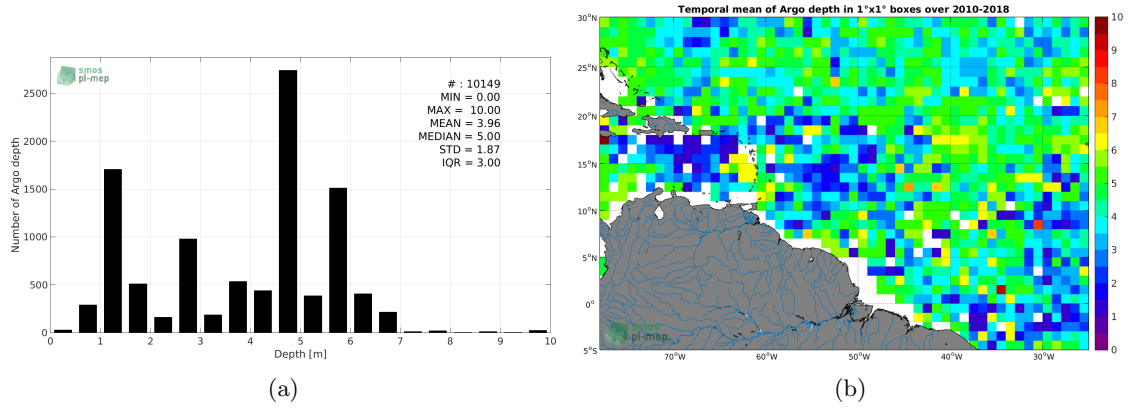 smos
pi-mep
# : 10149
MIN = 0.00
MAX = 10.00
MEAN = 3.96
MEDIAN = 5.00
STD = 1.87
IQR = 3.00
Number of Argo depth
2500
2000
1500
1000
500
0
0 1 2 3 4 5 6 7 8 9 10
Depth [m]
(a)
Temporal mean of Argo depth in 1°x1° boxes over 2010-2018
30°N
25°N
20°N
15°N
10°N
5°N
0°
5°S
70°W 60°W 50°W 40°W 30°W
10
9
8
7
6
5
4
3
2
1
0
smos
pi-mep
(b)